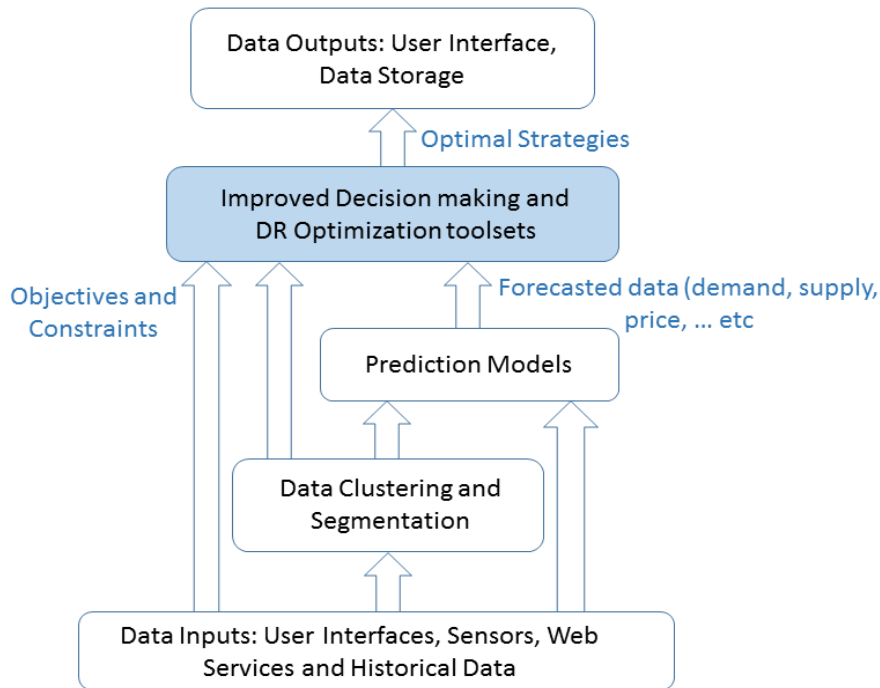 Data Outputs: User Interface,
Data Storage
Optimal Strategies
Improved Decision making and
DR Optimization toolsets
Objectives and
Constraints
Forecasted data (demand, supply,
price, ... etc
Prediction Models
Data Clustering and
Segmentation
Data Inputs: User Interfaces, Sensors, Web
Services and Historical Data